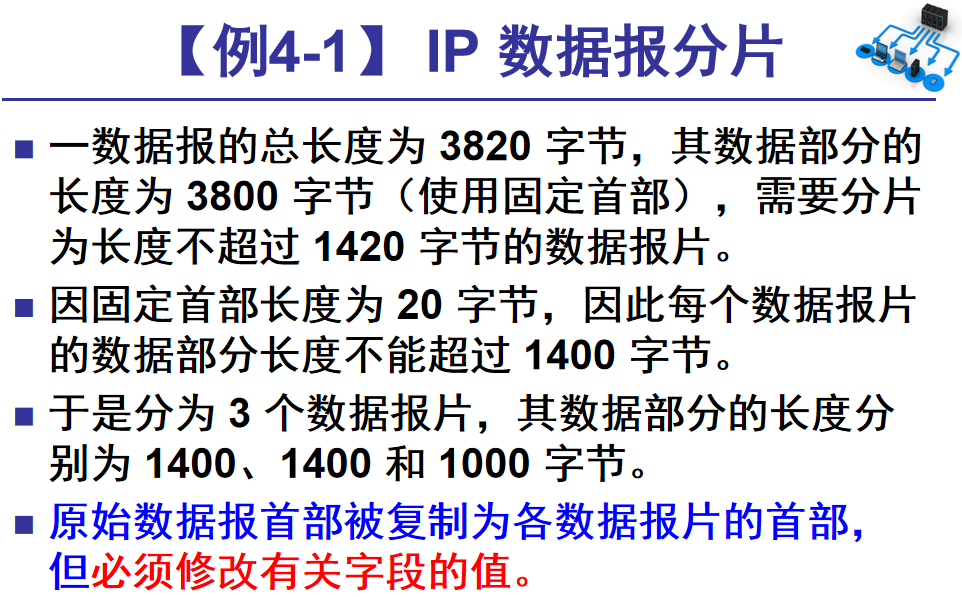 【例4-1】 IP 数据报分片
一数据报的总长度为 3820 字节，其数据部分的
长度为 3800 字节（使用固定首部），需要分片
为长度不超过 1420 字节的数据报片。
因固定首部长度为 20 字节，因此每个数据报片
的数据部分长度不能超过 1400 字节。
于是分为 3 个数据报片，其数据部分的长度分
别为 1400、1400 和 1000 字节。
原始数据报首部被复制为各数据报片的首部，
但必须修改有关字段的值。